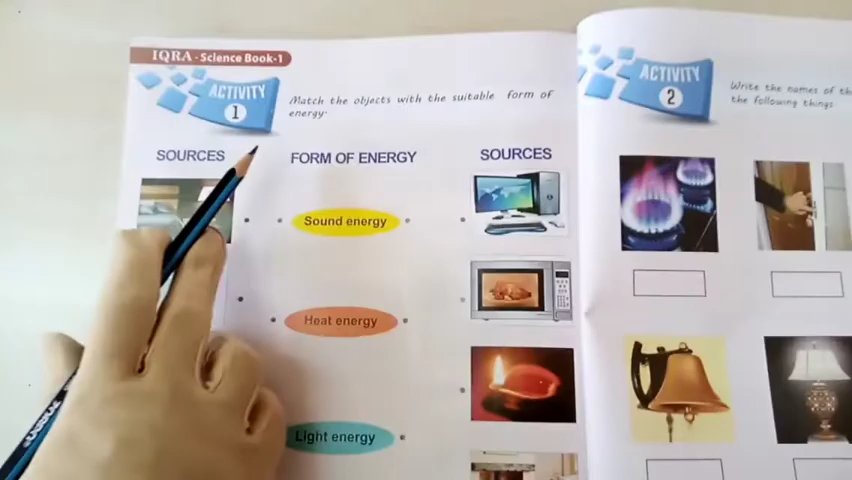 IQRA - Science Book-1
ACTIVITY
1
Match the objects with the suitable form of
energy.
SOURCES
FORM OF ENERGY
SOURCES
Sound energy
Heat energy
Light energy
ACTIVITY
2
Write the names of
the following things